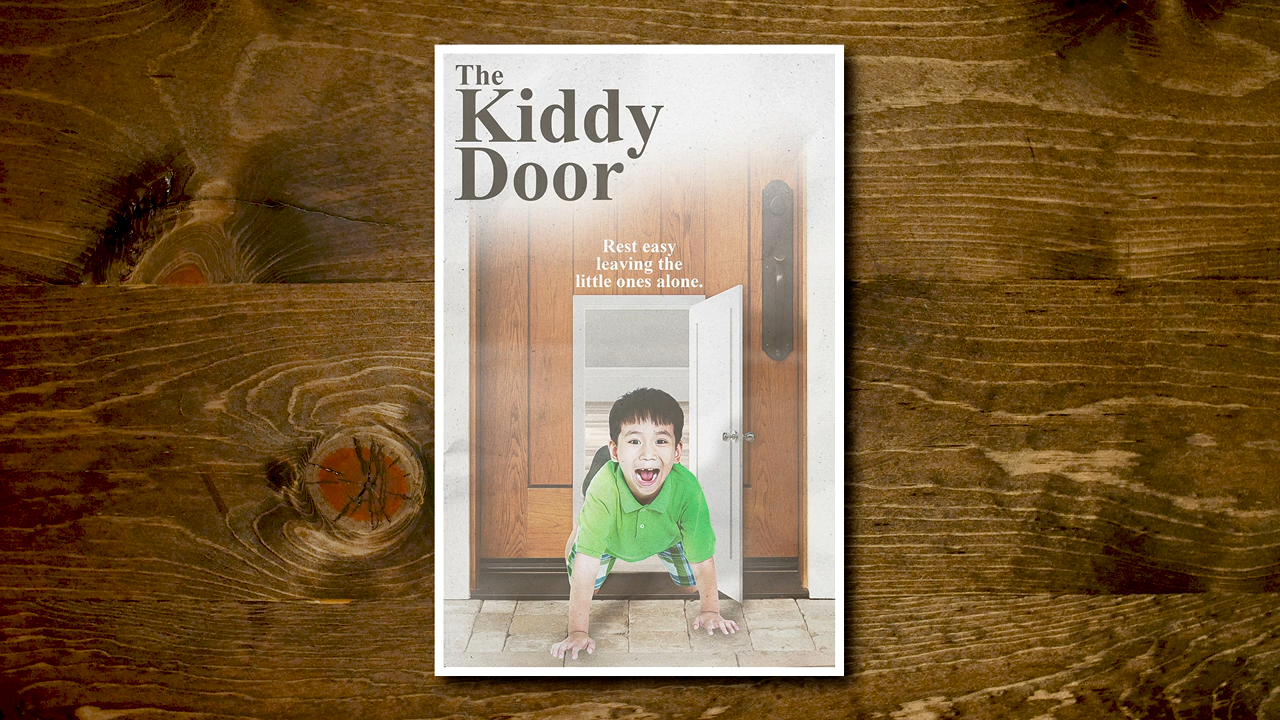 The
Kiddy
Door
Rest easy
leaving the
little ones alone.